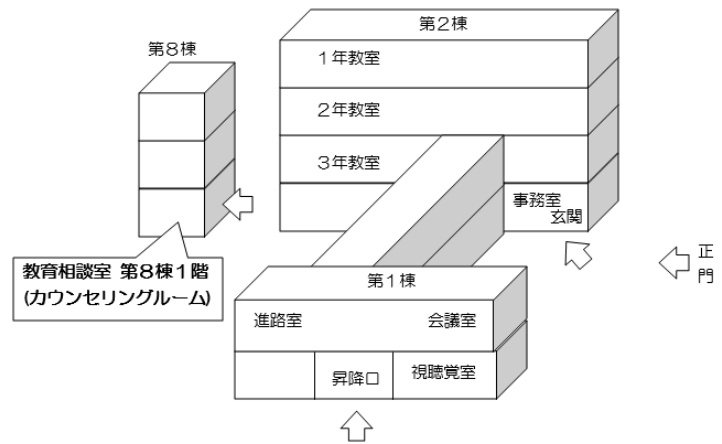 第2棟
第8棟
1年教室
2年教室
3年教室
事務室
玄関
正門
教育相談室 第8棟1階
(カウンセリングルーム)
第1棟
進路室
会議室
昇降口
視聴覚室